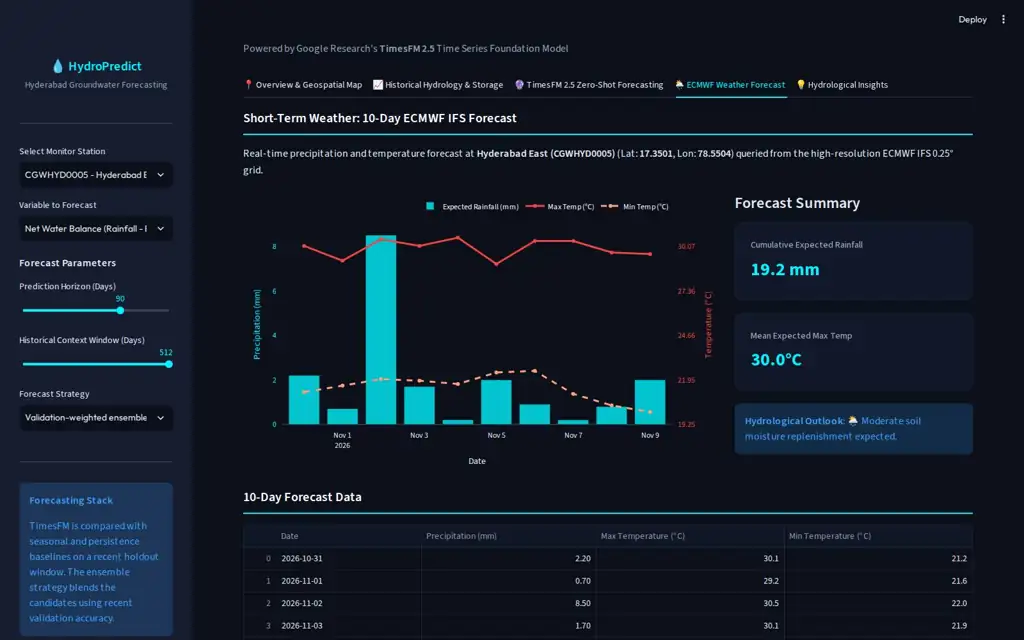 Deploy
💧 HydroPredict
Hyderabad Groundwater Forecasting
Select Monitor Station
CGWHYD0005 - Hyderabad E
Variable to Forecast
Net Water Balance (Rainfall - I
Forecast Parameters
Prediction Horizon (Days)
90
Historical Context Window (Days)
512
Forecast Strategy
Validation-weighted ensemble
Forecasting Stack
TimesFM is compared with
seasonal and persistence
baselines on a recent holdout
window. The ensemble
strategy blends the
candidates using recent
validation accuracy.
Powered by Google Research's TimesFM 2.5 Time Series Foundation Model
📍 Overview & Geospatial Map 📈 Historical Hydrology & Storage 🔮 TimesFM 2.5 Zero-Shot Forecasting 🌦️ ECMWF Weather Forecast 💡 Hydrological Insights
Short-Term Weather: 10-Day ECMWF IFS Forecast
Real-time precipitation and temperature forecast at Hyderabad East (CGWHYD0005) (Lat: 17.3501, Lon: 78.5504) queried from the high-resolution ECMWF IFS 0.25°
grid.
Expected Rainfall (mm) Max Temp (°C) Min Temp (°C)
Precipitation (mm)
8
6
4
2
0
30.07
27.36
24.66
21.95
19.25
Temperature (°C)
Nov 1 Nov 3 Nov 5 Nov 7 Nov 9
2026
Date
Forecast Summary
Cumulative Expected Rainfall
19.2 mm
Mean Expected Max Temp
30.0°C
Hydrological Outlook: 🌦️ Moderate soil
moisture replenishment expected.
10-Day Forecast Data
Date Precipitation (mm) Max Temperature (°C) Min Temperature (°C)
0 2026-10-31 2.20 30.1 21.2
1 2026-11-01 0.70 29.2 21.6
2 2026-11-02 8.50 30.5 22.0
3 2026-11-03 1.70 30.1 21.9